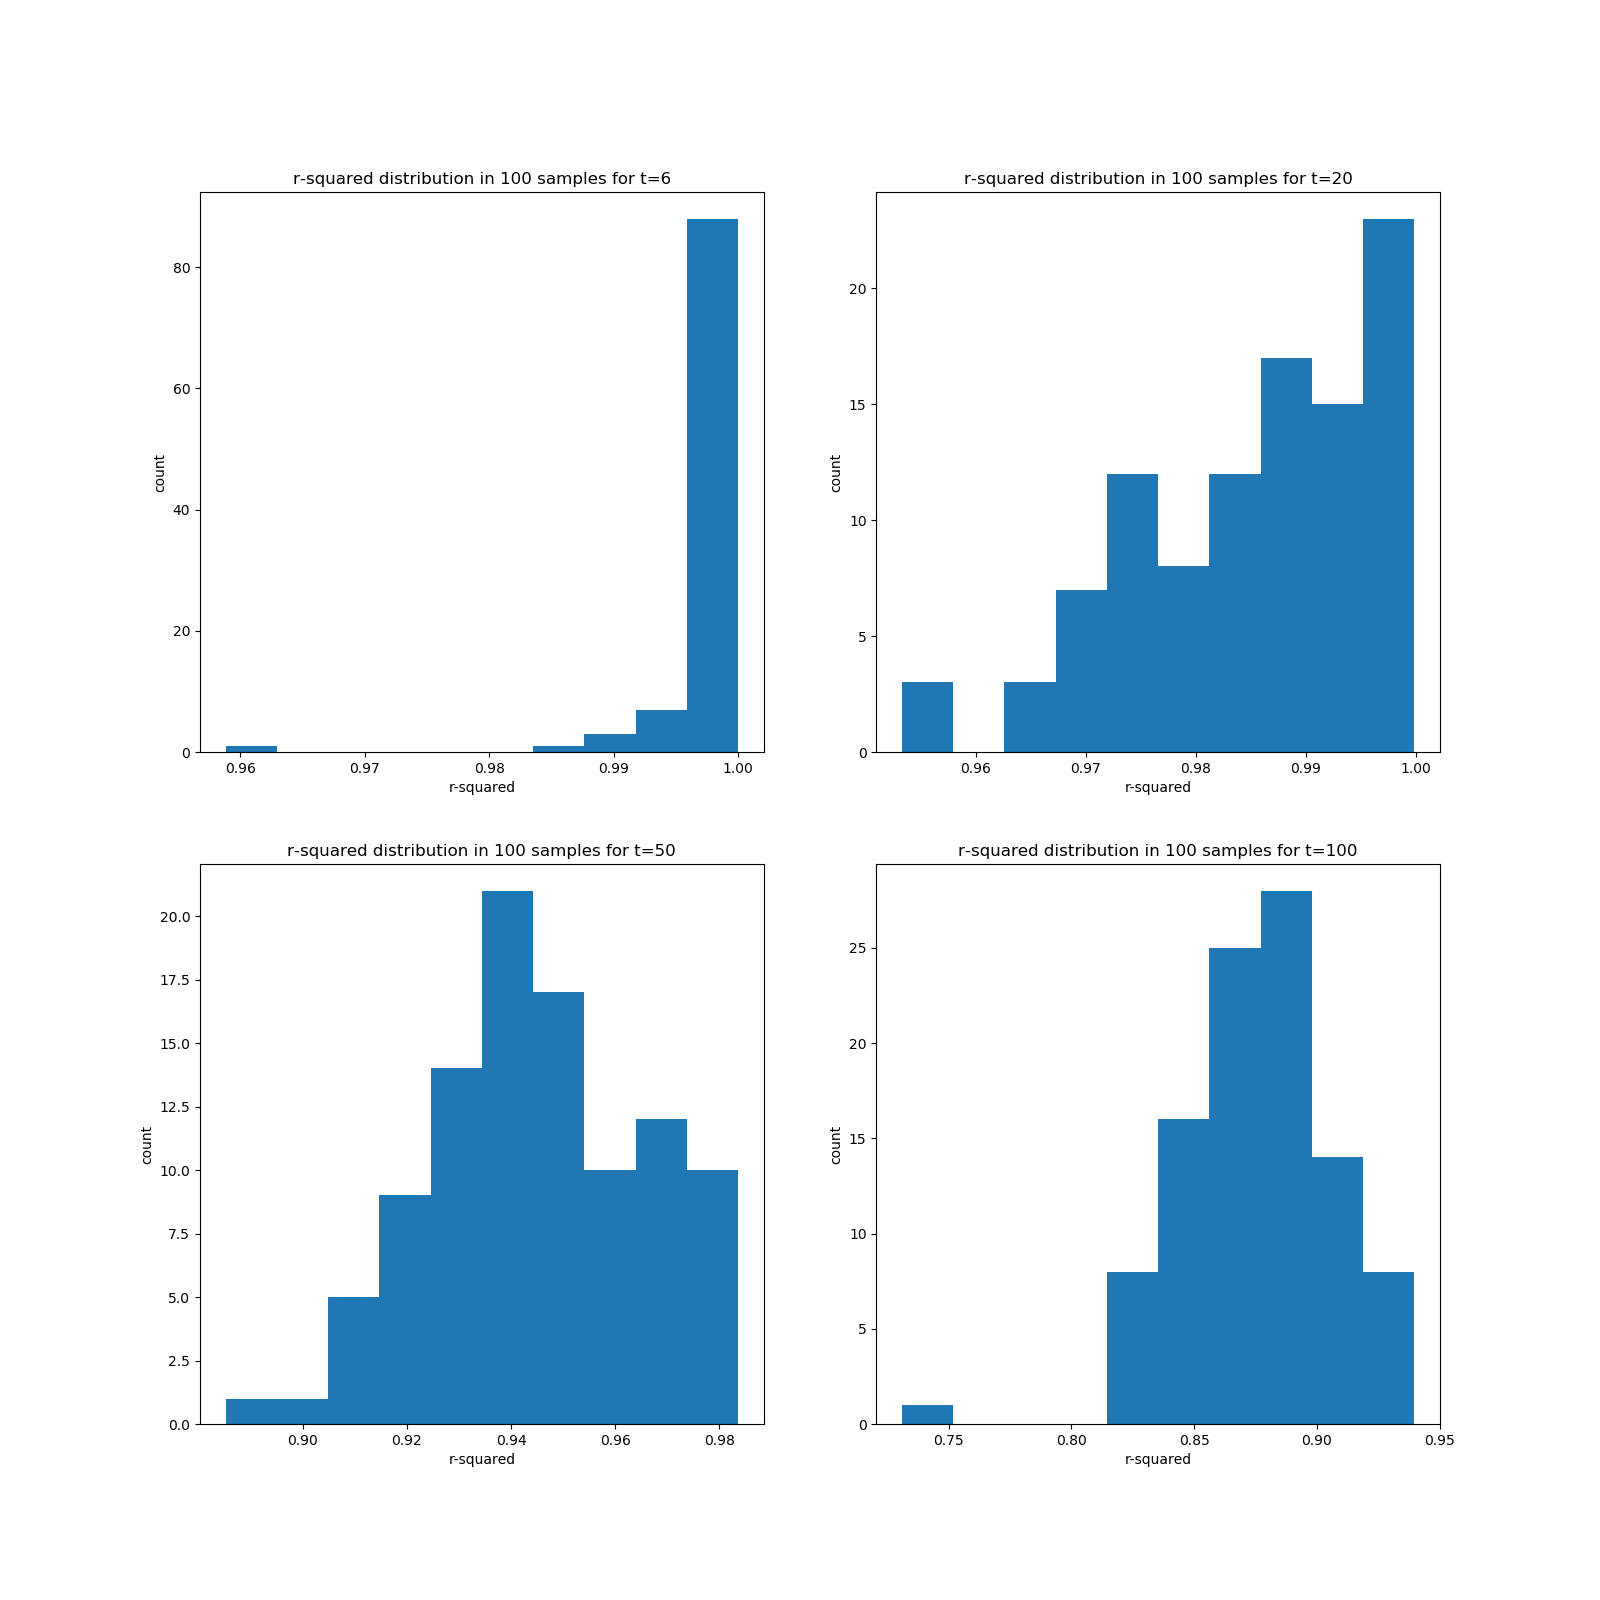 r-squared distribution in 100 samples for t=6
80
60
40
20
0
count
0.96 0.97 0.98 0.99 1.00
r-squared
r-squared distribution in 100 samples for t=20
20
15
10
5
0
count
0.96 0.97 0.98 0.99 1.00
r-squared
r-squared distribution in 100 samples for t=50
20.0
17.5
15.0
12.5
10.0
7.5
5.0
2.5
0.0
count
0.90 0.92 0.94 0.96 0.98
r-squared
r-squared distribution in 100 samples for t=100
25
20
15
10
5
0
count
0.75 0.80 0.85 0.90 0.95
r-squared